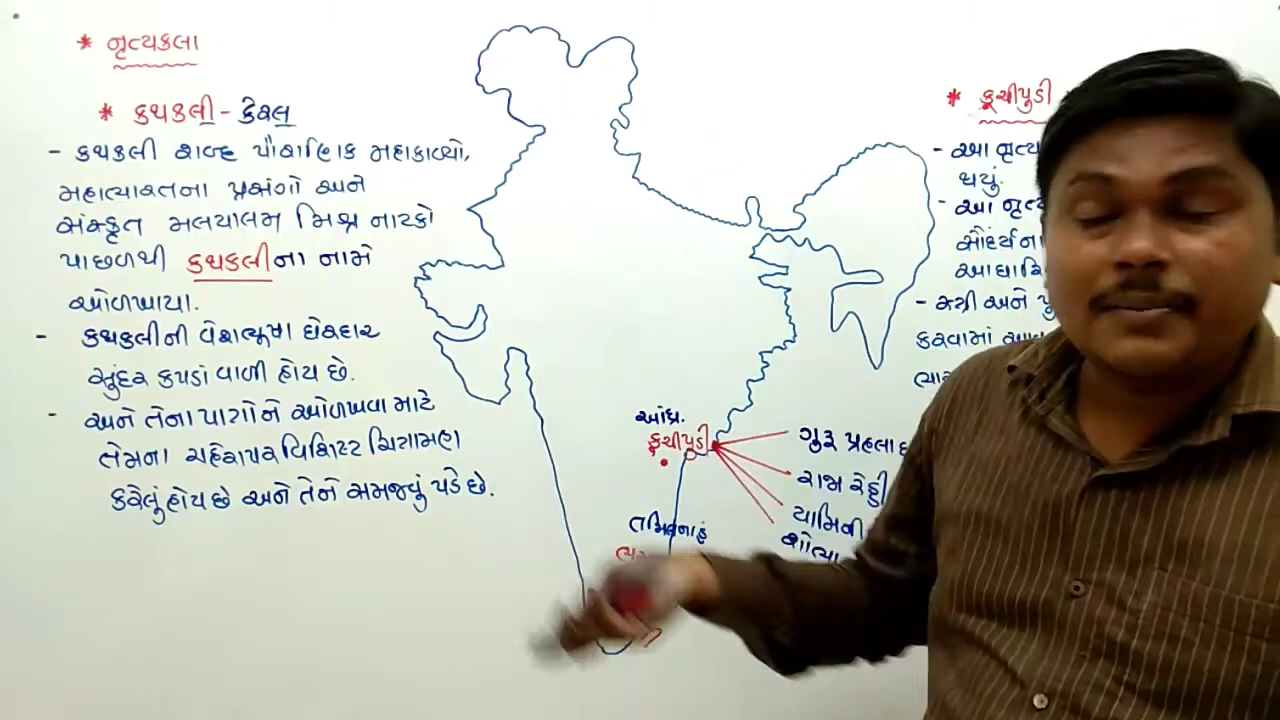 * નૃત્યકલા
* કથકલી - કેરલ
- કથકલી શબ્દ પૌરાણિક મહાકાવ્યો,
મહાભારતના પ્રસંગો અને
સંસ્કૃત મલયાલમ મિશ્ર નાટકો
પાછળથી કથકલીના નામે
ઓળખાયા.
- કથકલીની વેશભૂષા ઘેરદાર
સુંદર કપડાં વાળી હોય છે.
- અને તેના પાત્રોને ઓળખવા માટે
તેમના ચહેરાપર વિશિષ્ટ ચિત્રામણ
કરેલું હોય છે અને તેને સમજવું પડે છે.
આંધ્ર.
કુચીપુડી
તમિલનાડું
ગુરુ પ્રહલાદ
રાજા રેડ્ડી
યામિની
શોભા
* કૂચીપુડી
- આ નૃત્ય
થયું.
- આ નૃત્ય
સૌંદર્યના
- સ્ત્રી અને
કરવામાં